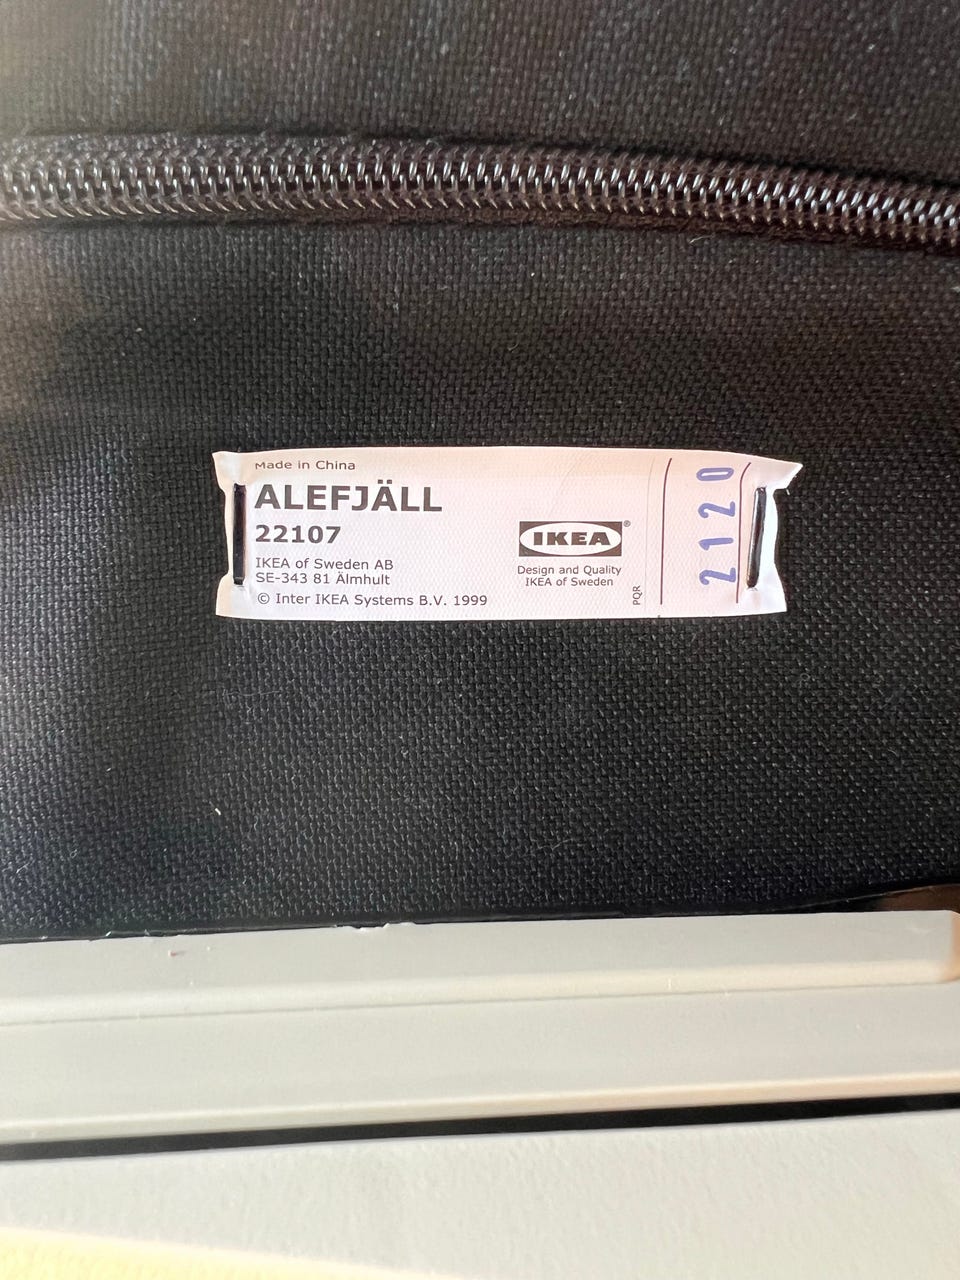 Made in China
ALEFJÄLL
22107
IKEA of Sweden AB
SE-343 81 Älmhult
© Inter IKEA Systems B.V. 1999
IKEA®
Design and Quality
IKEA of Sweden
PQR
2120